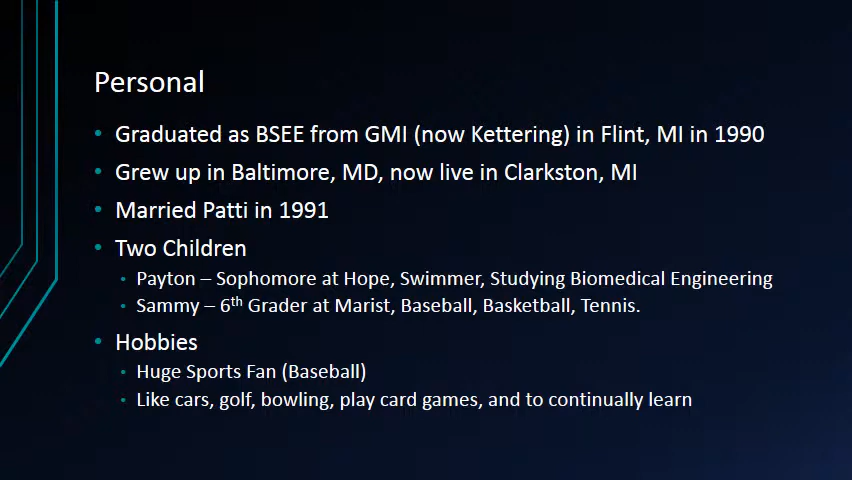 Personal
• Graduated as BSEE from GMI (now Kettering) in Flint, MI in 1990
• Grew up in Baltimore, MD, now live in Clarkston, MI
• Married Patti in 1991
• Two Children
• Payton – Sophomore at Hope, Swimmer, Studying Biomedical Engineering
• Sammy – 6th Grader at Marist, Baseball, Basketball, Tennis.
• Hobbies
• Huge Sports Fan (Baseball)
• Like cars, golf, bowling, play card games, and to continually learn